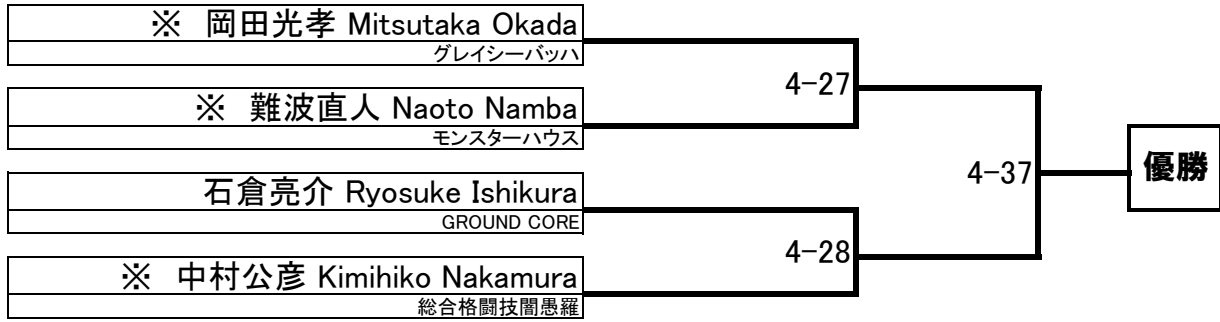 ※ 岡田光孝 Mitsutaka Okada
グレイシーバッハ
4-27
※ 難波直人 Naoto Namba
モンスターハウス
4-37
優勝
石倉亮介 Ryosuke Ishikura
GROUND CORE
4-28
※ 中村公彦 Kimihiko Nakamura
総合格闘技闇愚羅